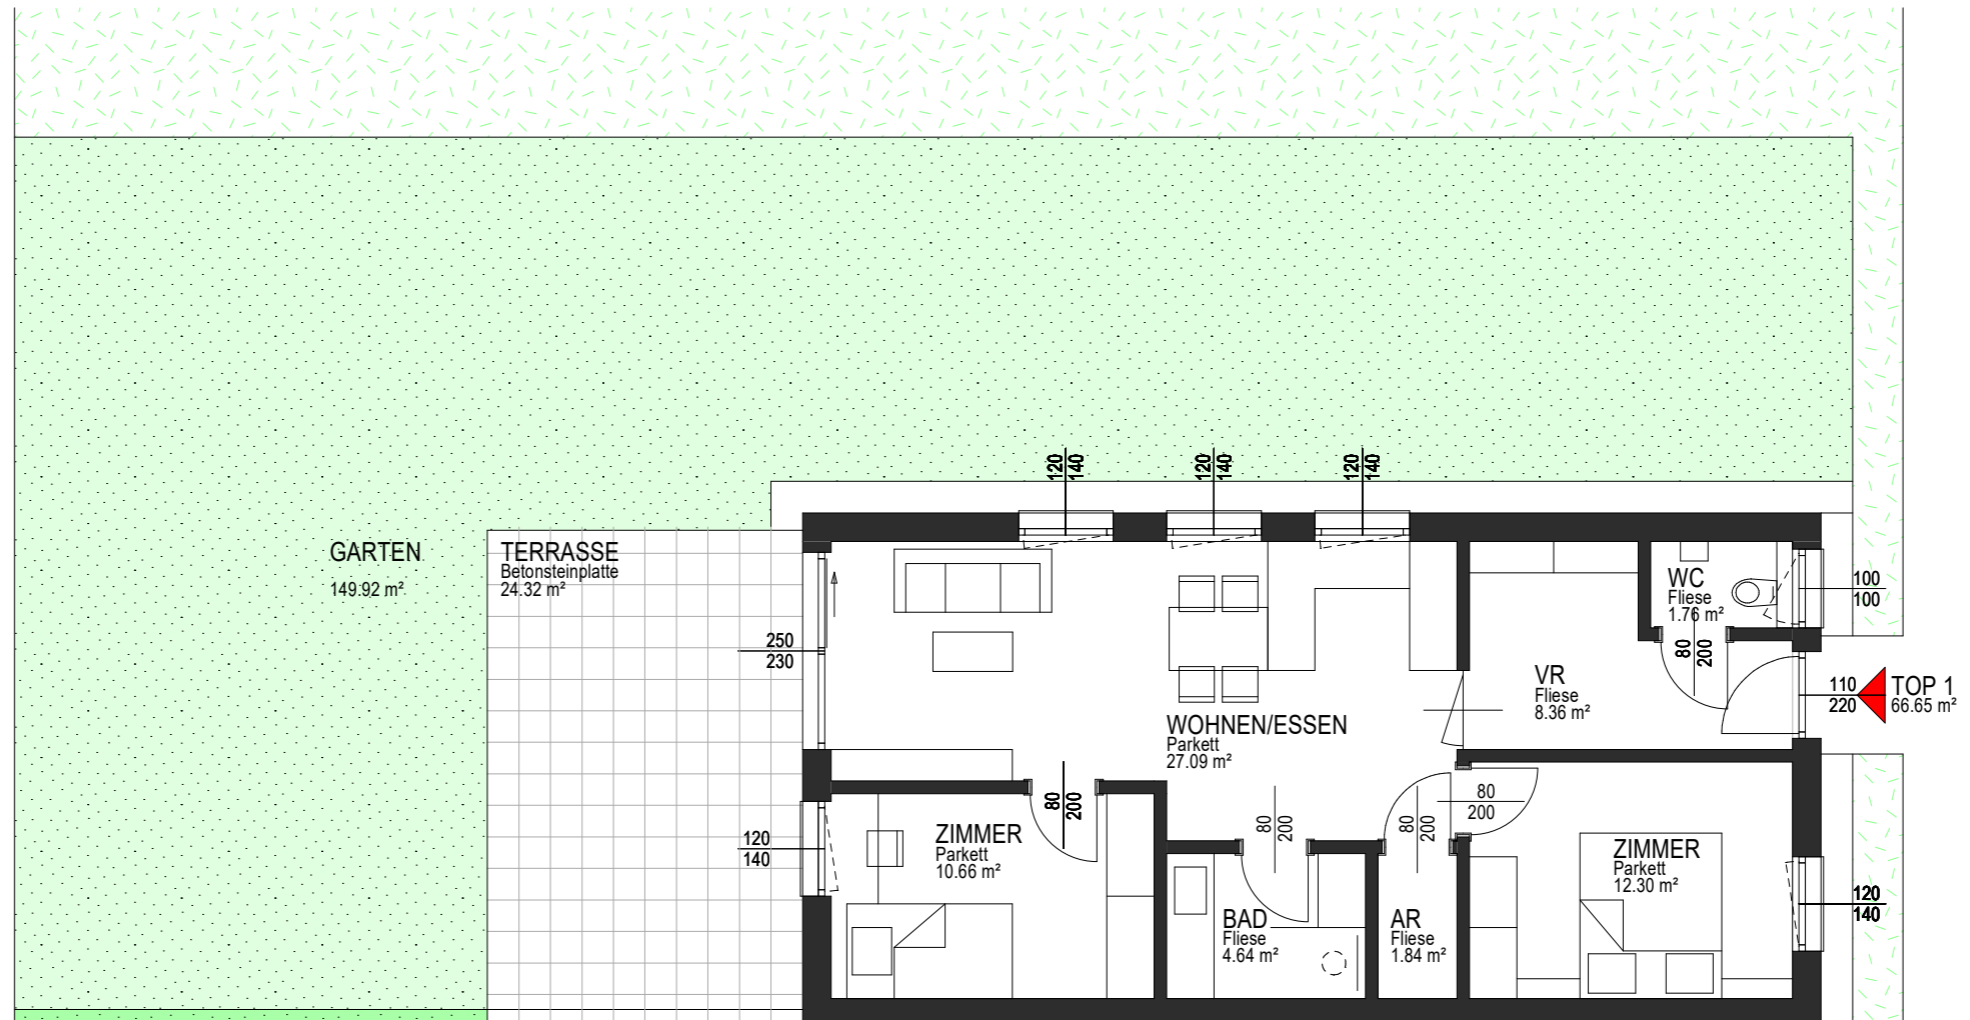 120
140
120
140
120
140
GARTEN
149.92 m²
TERRASSE
Betonsteinplatte
24.32 m²
250
230
120
140
WC
Fliese
1.76 m²
80
200
100
100
VR
Fliese
8.36 m²
110
220
TOP 1
66.65 m²
WOHNEN/ESSEN
Parkett
27.09 m²
80
200
80
200
80
200
80
200
ZIMMER
Parkett
10.66 m²
BAD
Fliese
4.64 m²
AR
Fliese
1.84 m²
ZIMMER
Parkett
12.30 m²
120
140